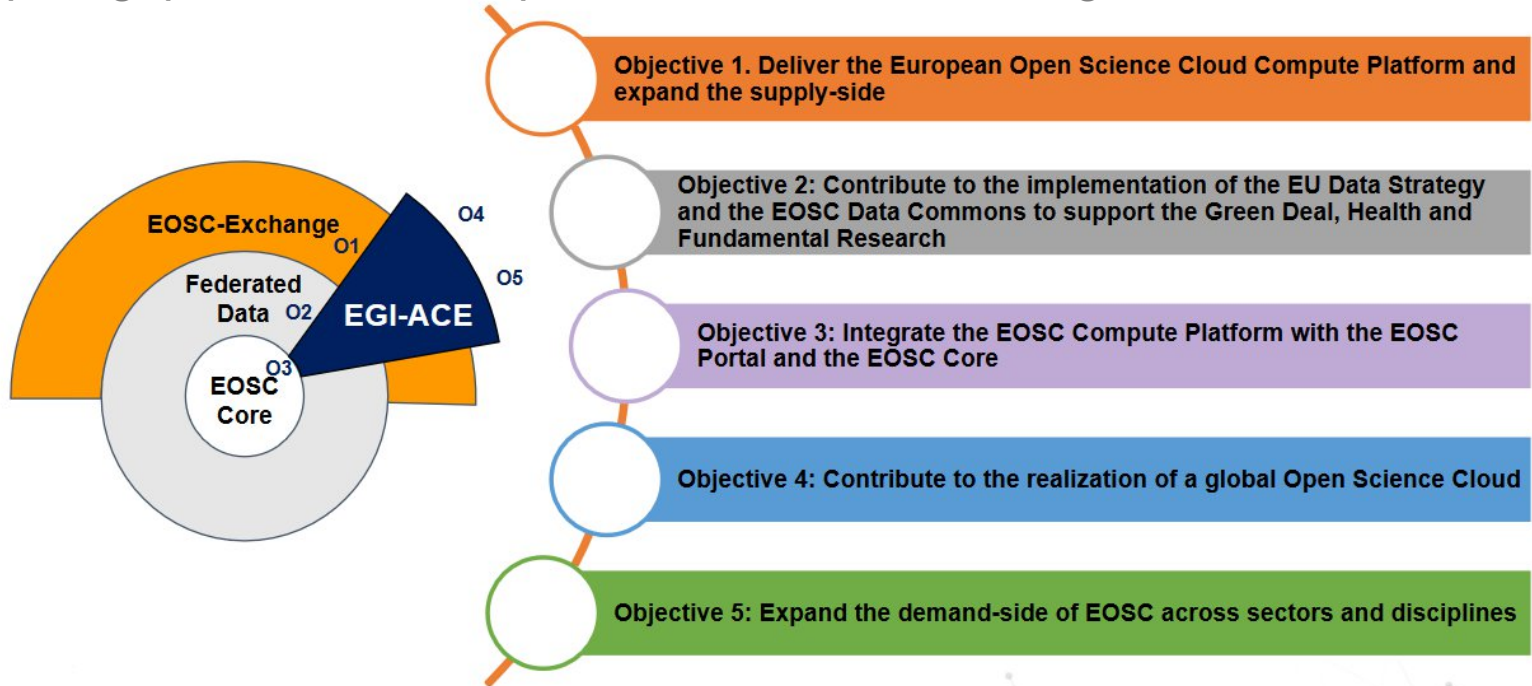 EOSC-Exchange
O1
O4
O5
Federated
Data
O2
EGI-ACE
O3
EOSC
Core
Objective 1. Deliver the European Open Science Cloud Compute Platform and
expand the supply-side
Objective 2: Contribute to the implementation of the EU Data Strategy
and the EOSC Data Commons to support the Green Deal, Health and
Fundamental Research
Objective 3: Integrate the EOSC Compute Platform with the EOSC
Portal and the EOSC Core
Objective 4: Contribute to the realization of a global Open Science Cloud
Objective 5: Expand the demand-side of EOSC across sectors and disciplines